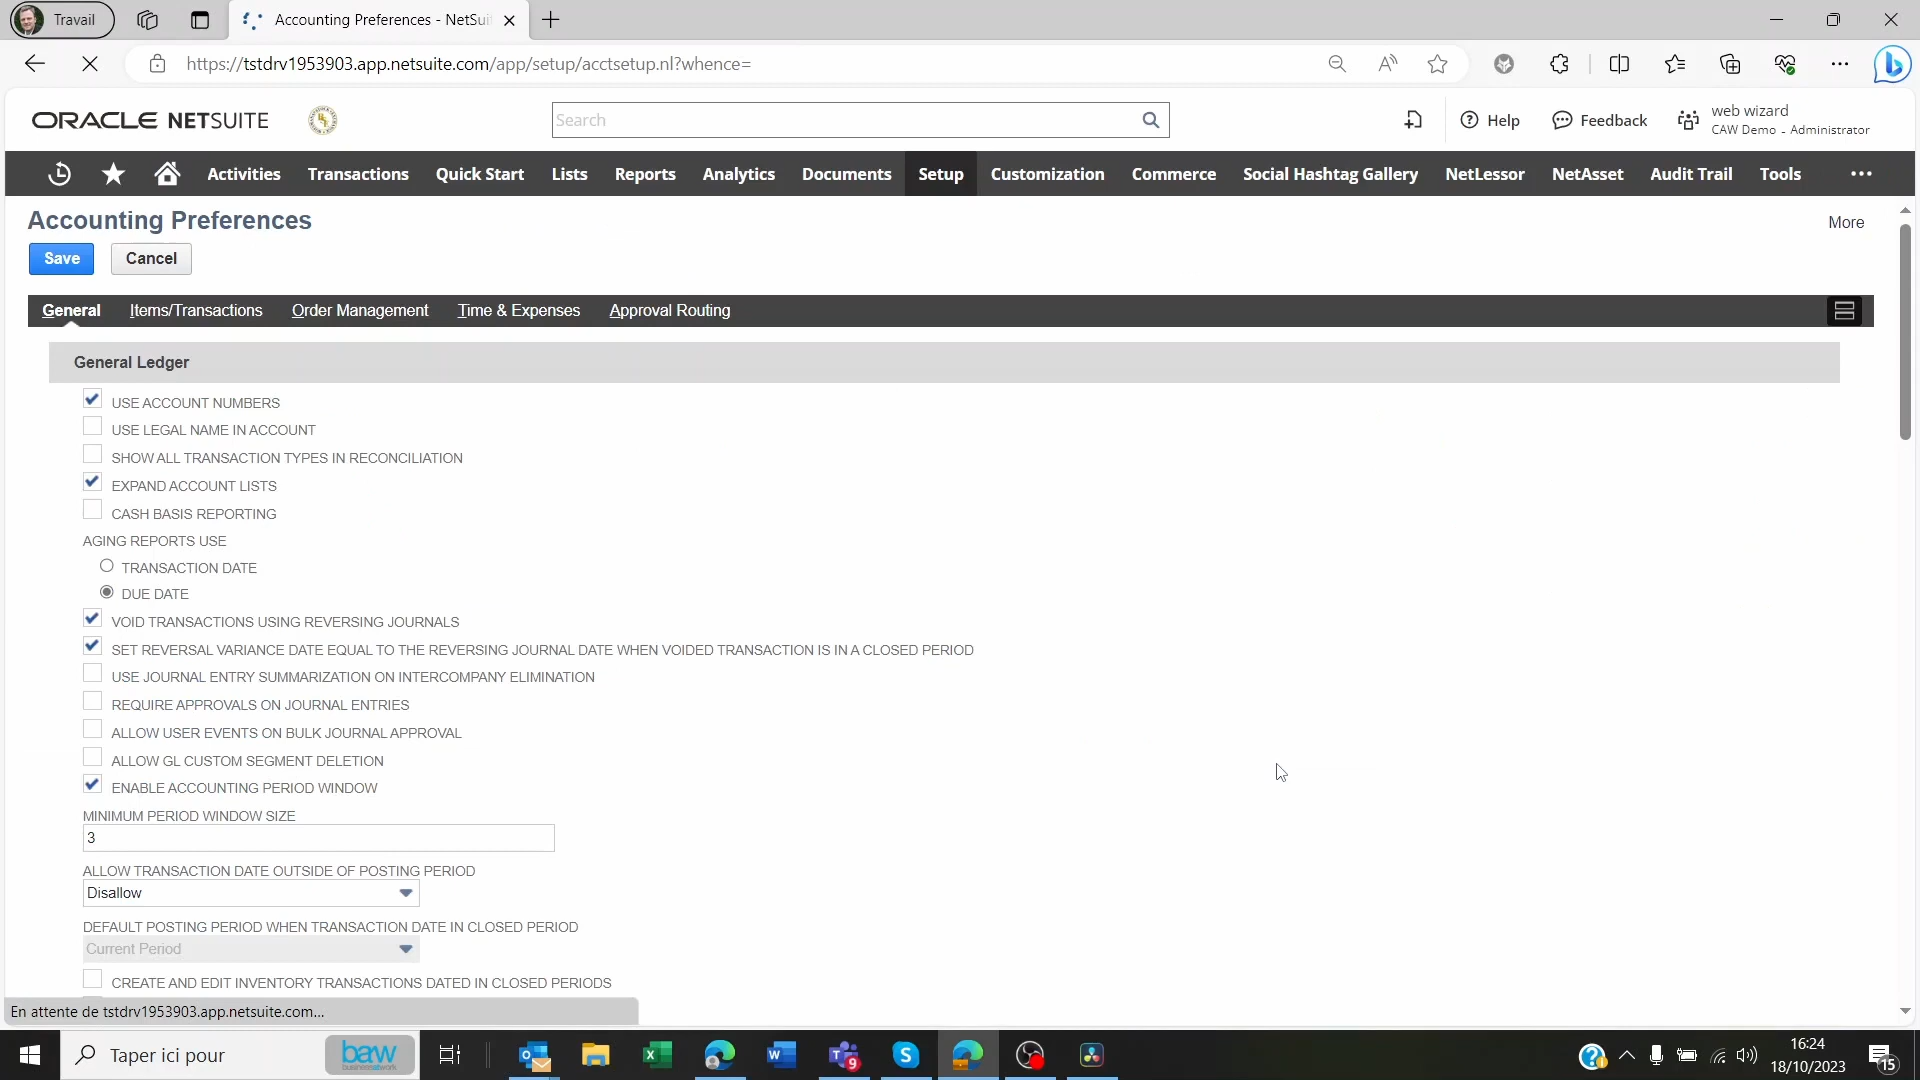 Travail
Accounting Preferences - NetSui
https://tstdrv1953903.app.netsuite.com/app/setup/acctsetup.nl?whence=
ORACLE NETSUITE
Search
Help
Feedback
web wizard
CAW Demo - Administrator
Activities Transactions Quick Start Lists Reports Analytics Documents Setup Customization Commerce Social Hashtag Gallery NetLessor NetAsset Audit Trail Tools
Accounting Preferences
More
Save Cancel
General Items/Transactions Order Management Time & Expenses Approval Routing
General Ledger
USE ACCOUNT NUMBERS
USE LEGAL NAME IN ACCOUNT
SHOW ALL TRANSACTION TYPES IN RECONCILIATION
EXPAND ACCOUNT LISTS
CASH BASIS REPORTING
AGING REPORTS USE
TRANSACTION DATE
DUE DATE
VOID TRANSACTIONS USING REVERSING JOURNALS
SET REVERSAL VARIANCE DATE EQUAL TO THE REVERSING JOURNAL DATE WHEN VOIDED TRANSACTION IS IN A CLOSED PERIOD
USE JOURNAL ENTRY SUMMARIZATION ON INTERCOMPANY ELIMINATION
REQUIRE APPROVALS ON JOURNAL ENTRIES
ALLOW USER EVENTS ON BULK JOURNAL APPROVAL
ALLOW GL CUSTOM SEGMENT DELETION
ENABLE ACCOUNTING PERIOD WINDOW
MINIMUM PERIOD WINDOW SIZE
3
ALLOW TRANSACTION DATE OUTSIDE OF POSTING PERIOD
Disallow
DEFAULT POSTING PERIOD WHEN TRANSACTION DATE IN CLOSED PERIOD
Current Period
CREATE AND EDIT INVENTORY TRANSACTIONS DATED IN CLOSED PERIODS
En attente de tstdrv1953903.app.netsuite.com...
Taper ici pour
baw
9
16:24
18/10/2023
15